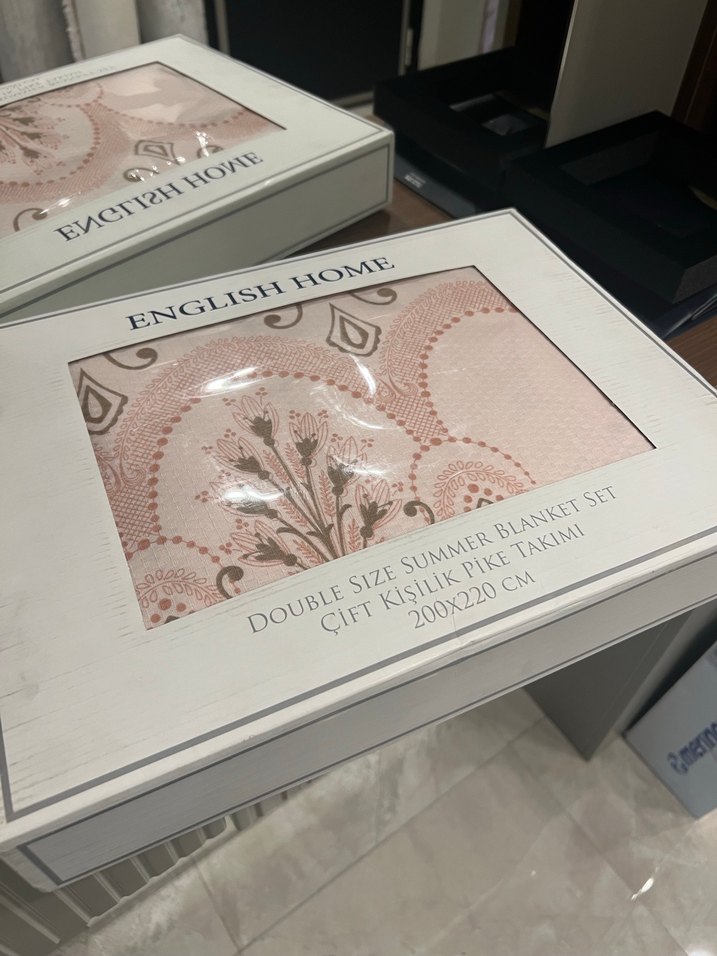 ENGLISH HOME
ENGLISH HOME
DOUBLE SIZE SUMMER BLANKET SET
ÇİFT KİŞİLİK PİKE TAKIMI
200X220 CM